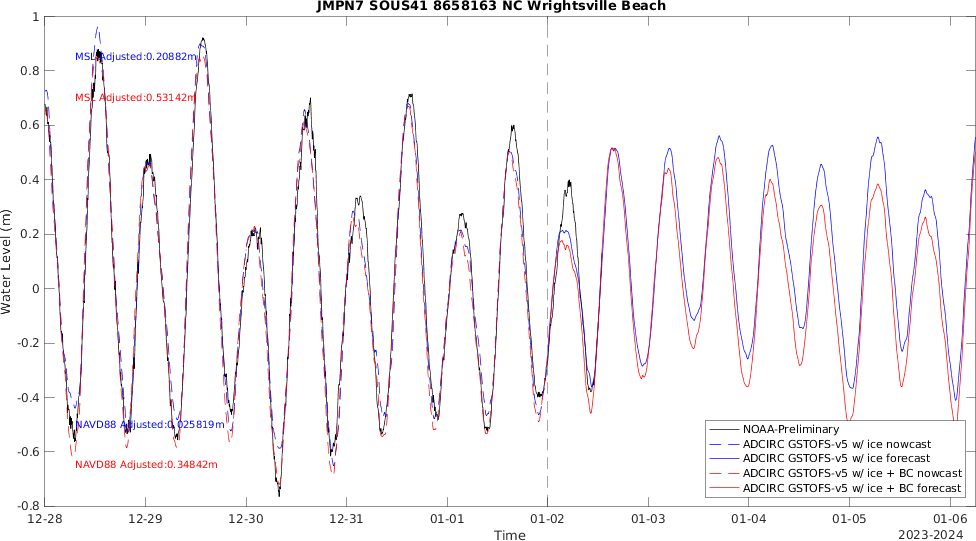 JMPN7 SOUS41 8658163 NC Wrightsville Beach
1
0.8
0.6
0.4
0.2
0
-0.2
-0.4
-0.6
-0.8
Water Level (m)
MSL Adjusted:0.20882m
MSL Adjusted:0.53142m
NAVD88 Adjusted:0.025819m
NAVD88 Adjusted:0.34842m
NOAA-Preliminary
ADCIRC GSTOFS-v5 w/ ice nowcast
ADCIRC GSTOFS-v5 w/ ice forecast
ADCIRC GSTOFS-v5 w/ ice + BC nowcast
ADCIRC GSTOFS-v5 w/ ice + BC forecast
12-28 12-29 12-30 12-31 01-01 01-02 01-03 01-04 01-05 01-06
Time
2023-2024